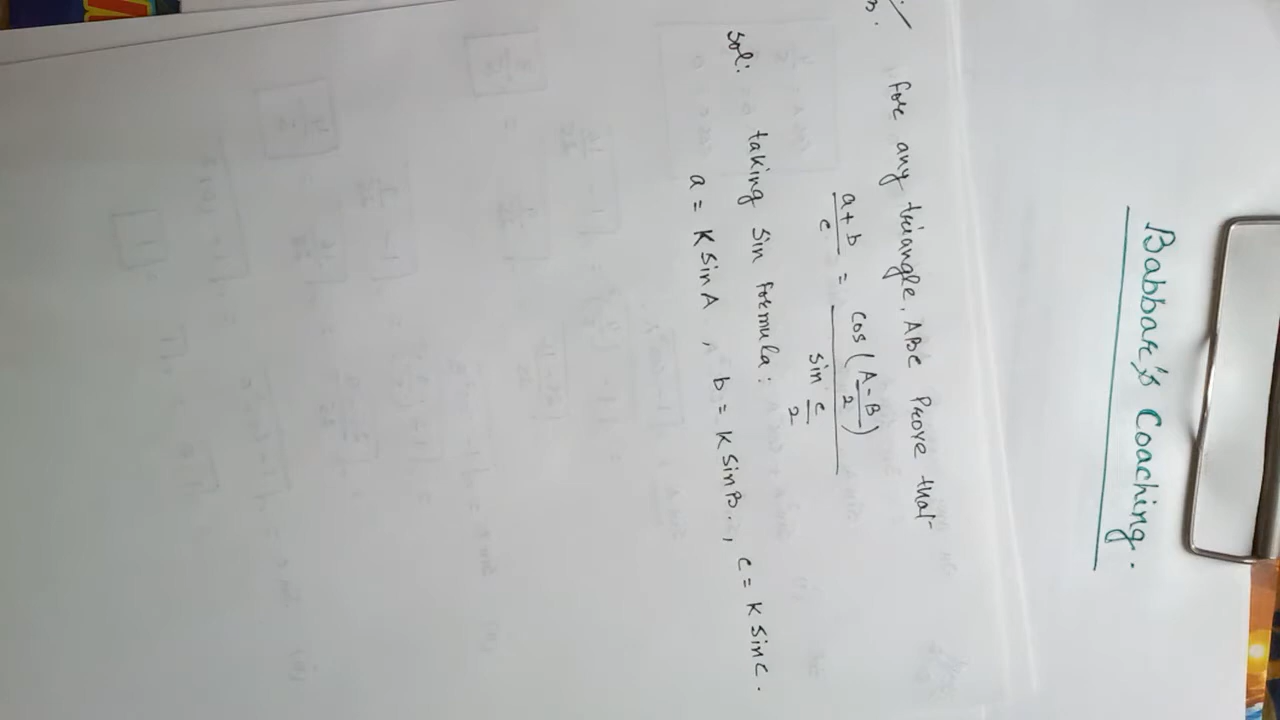 Babbar's Coaching.
For any triangle, ABC Prove that
a+b/c = cos(A-B/2)/sin c/2
Sol: taking Sin formula:
a = K Sin A, b = K Sin B., c = K Sin C.